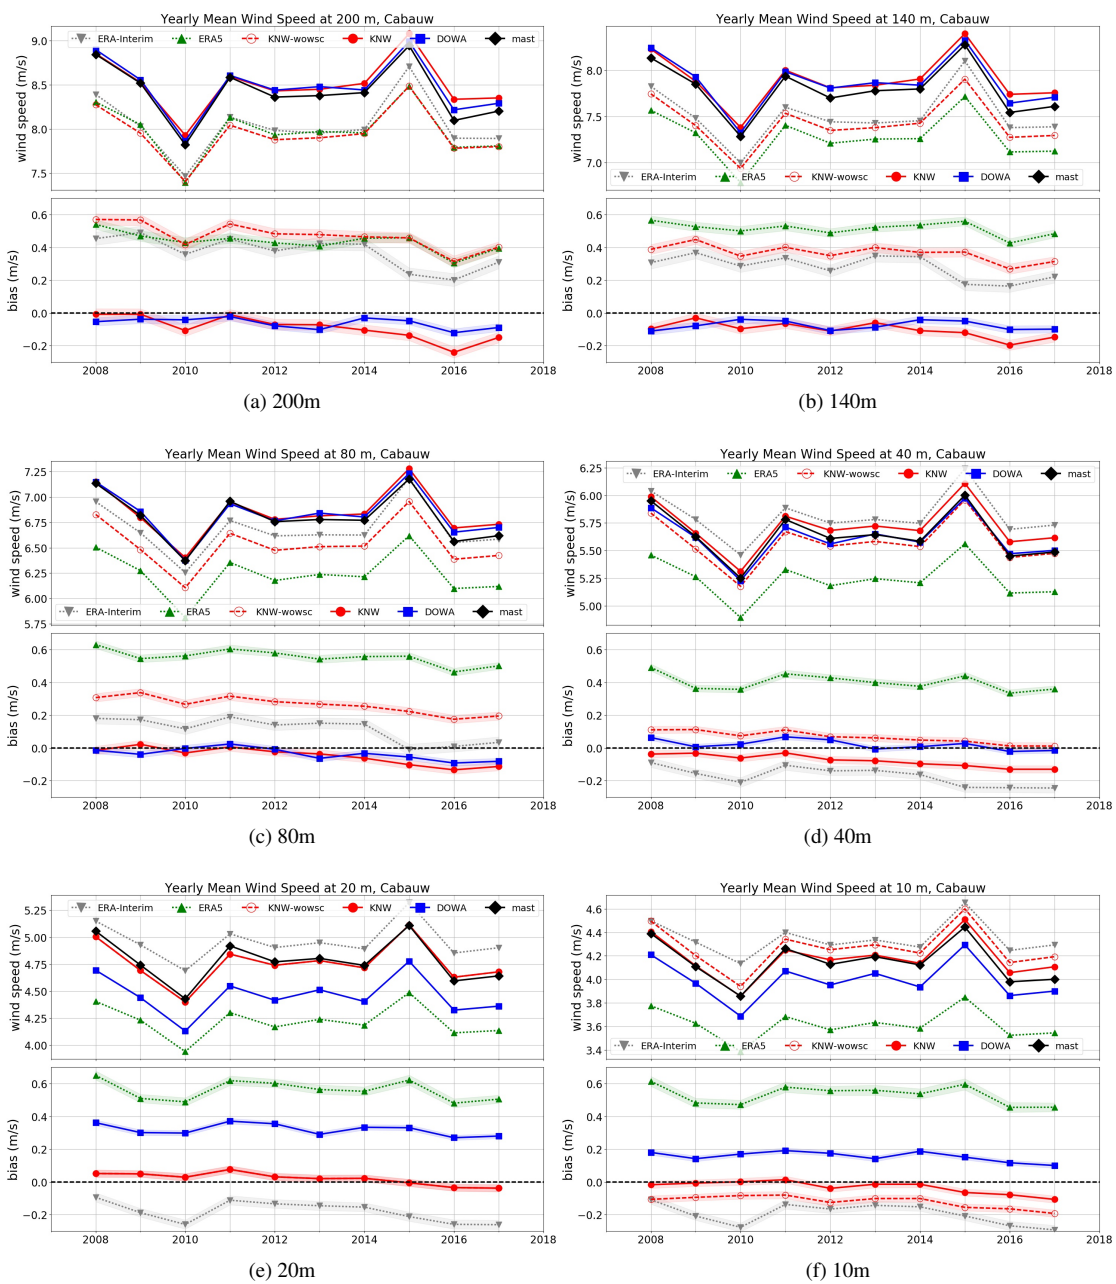 Yearly Mean Wind Speed at 200 m, Cabauw
ERA-Interim ERA5 KNW-wowsc KNW DOWA mast
wind speed (m/s)
9.0
8.5
8.0
7.5
bias (m/s)
0.6
0.4
0.2
0.0
−0.2
2008 2010 2012 2014 2016 2018
(a) 200m
Yearly Mean Wind Speed at 140 m, Cabauw
wind speed (m/s)
8.0
7.5
7.0
ERA-Interim ERA5 KNW-wowsc KNW DOWA mast
bias (m/s)
0.6
0.4
0.2
0.0
−0.2
2008 2010 2012 2014 2016 2018
(b) 140m
Yearly Mean Wind Speed at 80 m, Cabauw
wind speed (m/s)
7.25
7.00
6.75
6.50
6.25
6.00
5.75
ERA-Interim ERA5 KNW-wowsc KNW DOWA mast
bias (m/s)
0.6
0.4
0.2
0.0
−0.2
2008 2010 2012 2014 2016 2018
(c) 80m
Yearly Mean Wind Speed at 40 m, Cabauw
ERA-Interim ERA5 KNW-wowsc KNW DOWA mast
wind speed (m/s)
6.25
6.00
5.75
5.50
5.25
5.00
bias (m/s)
0.6
0.4
0.2
0.0
−0.2
2008 2010 2012 2014 2016 2018
(d) 40m
Yearly Mean Wind Speed at 20 m, Cabauw
ERA-Interim ERA5 KNW-wowsc KNW DOWA mast
wind speed (m/s)
5.25
5.00
4.75
4.50
4.25
4.00
bias (m/s)
0.6
0.4
0.2
0.0
−0.2
2008 2010 2012 2014 2016 2018
(e) 20m
Yearly Mean Wind Speed at 10 m, Cabauw
wind speed (m/s)
4.6
4.4
4.2
4.0
3.8
3.6
3.4
ERA-Interim ERA5 KNW-wowsc KNW DOWA mast
bias (m/s)
0.6
0.4
0.2
0.0
−0.2
2008 2010 2012 2014 2016 2018
(f) 10m